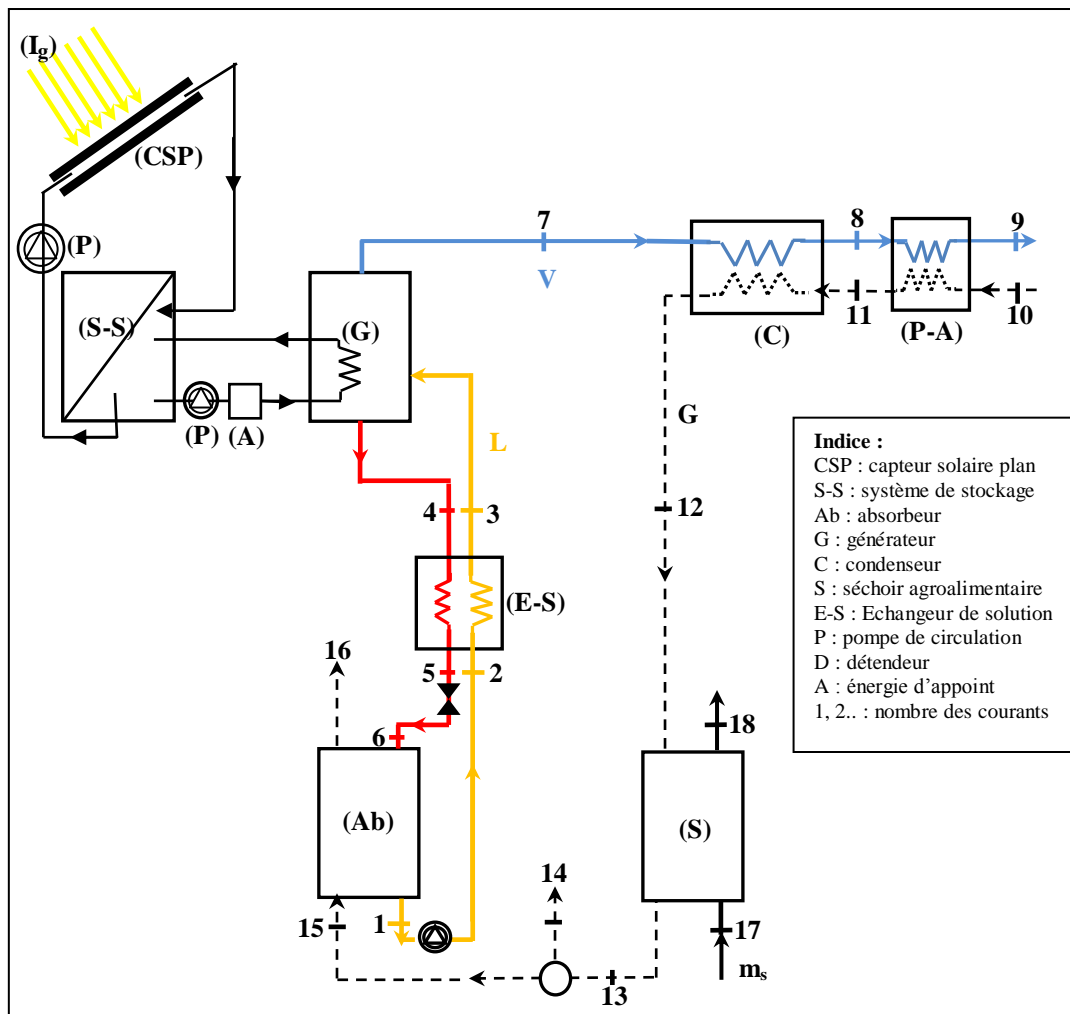 (Ig)
(CSP)
(P)
7
8
9
V
(S-S)
(G)
11
10
(C)
(P-A)
(P)
(A)
L
G
4
3
12
(E-S)
16
5
2
6
18
(Ab)
(S)
14
15
1
17
13
ms
Indice :
CSP : capteur solaire plan
S-S : système de stockage
Ab : absorbeur
G : générateur
C : condenseur
S : séchoir agroalimentaire
E-S : Echangeur de solution
P : pompe de circulation
D : détendeur
A : énergie d'appoint
1, 2.. : nombre des courants